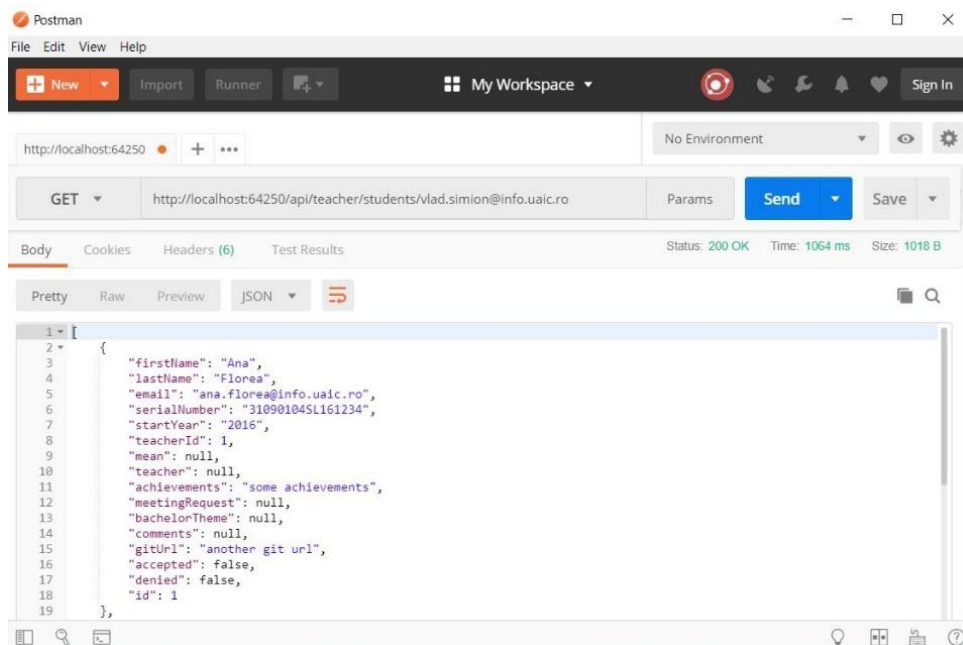 Postman
File Edit View Help
New Import Runner My Workspace Sign In
http://localhost:64250 No Environment
GET http://localhost:64250/api/teacher/students/vlad.simion@info.uaic.ro Params Send Save
Body Cookies Headers (6) Test Results Status: 200 OK Time: 1064 ms Size: 1018 B
Pretty Raw Preview JSON
1 [
2 {
3 "firstName": "Ana",
4 "lastName": "Florea",
5 "email": "ana.florea@info.uaic.ro",
6 "serialNumber": "31090104SL161234",
7 "startYear": "2016",
8 "teacherId": 1,
9 "mean": null,
10 "teacher": null,
11 "achievements": "some achievements",
12 "meetingRequest": null,
13 "bachelorTheme": null,
14 "comments": null,
15 "gitUrl": "another git url",
16 "accepted": false,
17 "denied": false,
18 "id": 1
19 },